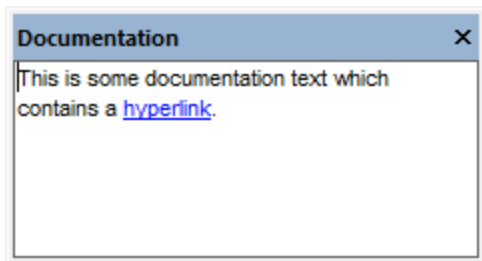 Documentation
This is some documentation text which
contains a hyperlink.